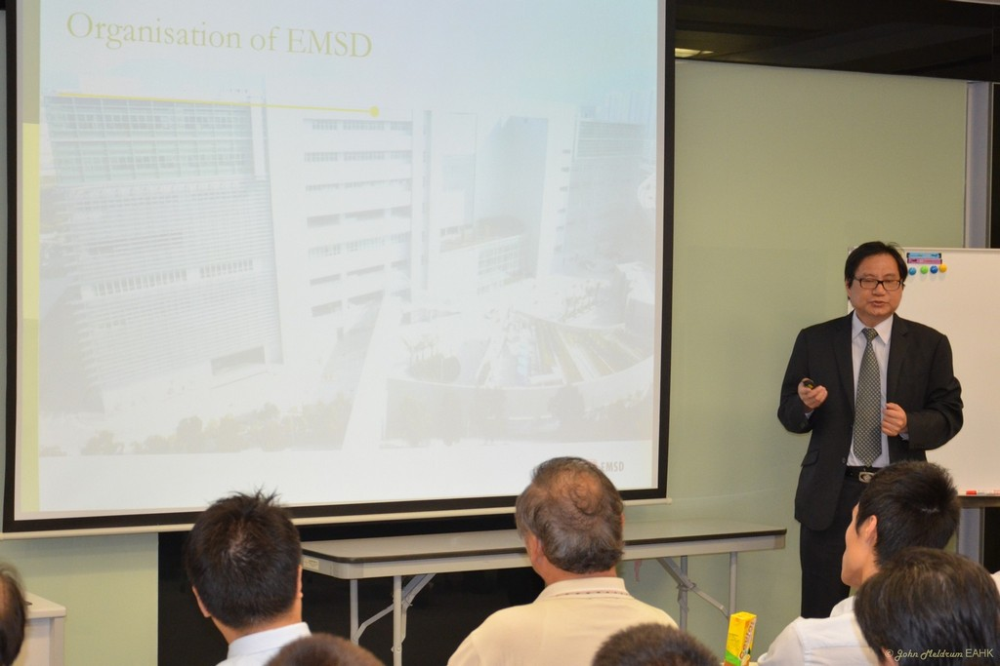 Organisation of EMSD
EMSD
© John Meldrum EAHK